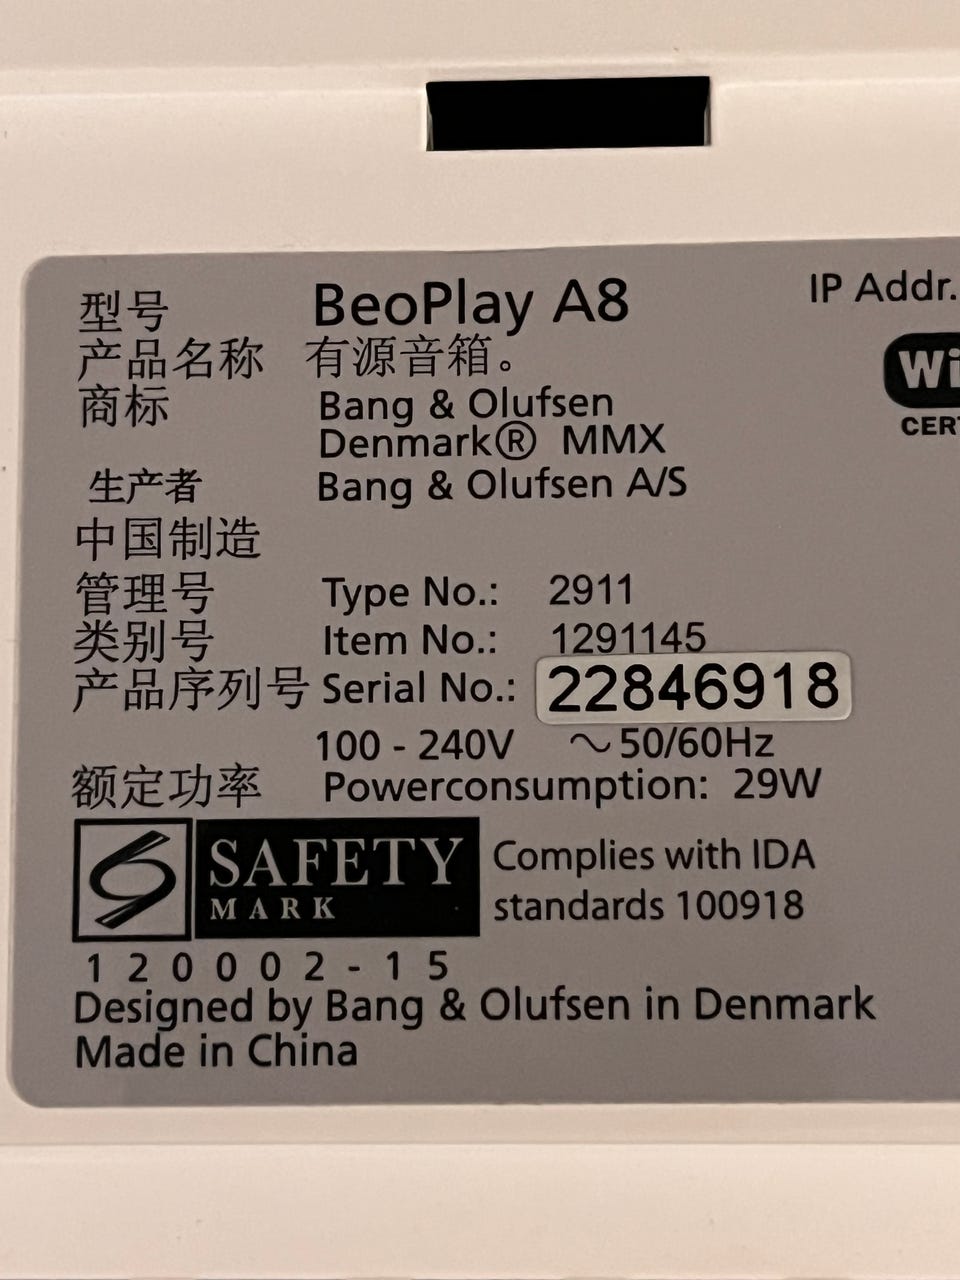 型号 BeoPlay A8 IP Addr.
产品名称 有源音箱。
商标 Bang & Olufsen
Denmark® MMX
生产者 Bang & Olufsen A/S
中国制造
管理号 Type No.: 2911
类别号 Item No.: 1291145
产品序列号 Serial No.: 22846918
100 - 240V ～50/60Hz
额定功率 Powerconsumption: 29W
SAFETY
MARK
Complies with IDA
standards 100918
120002-15
Designed by Bang & Olufsen in Denmark
Made in China